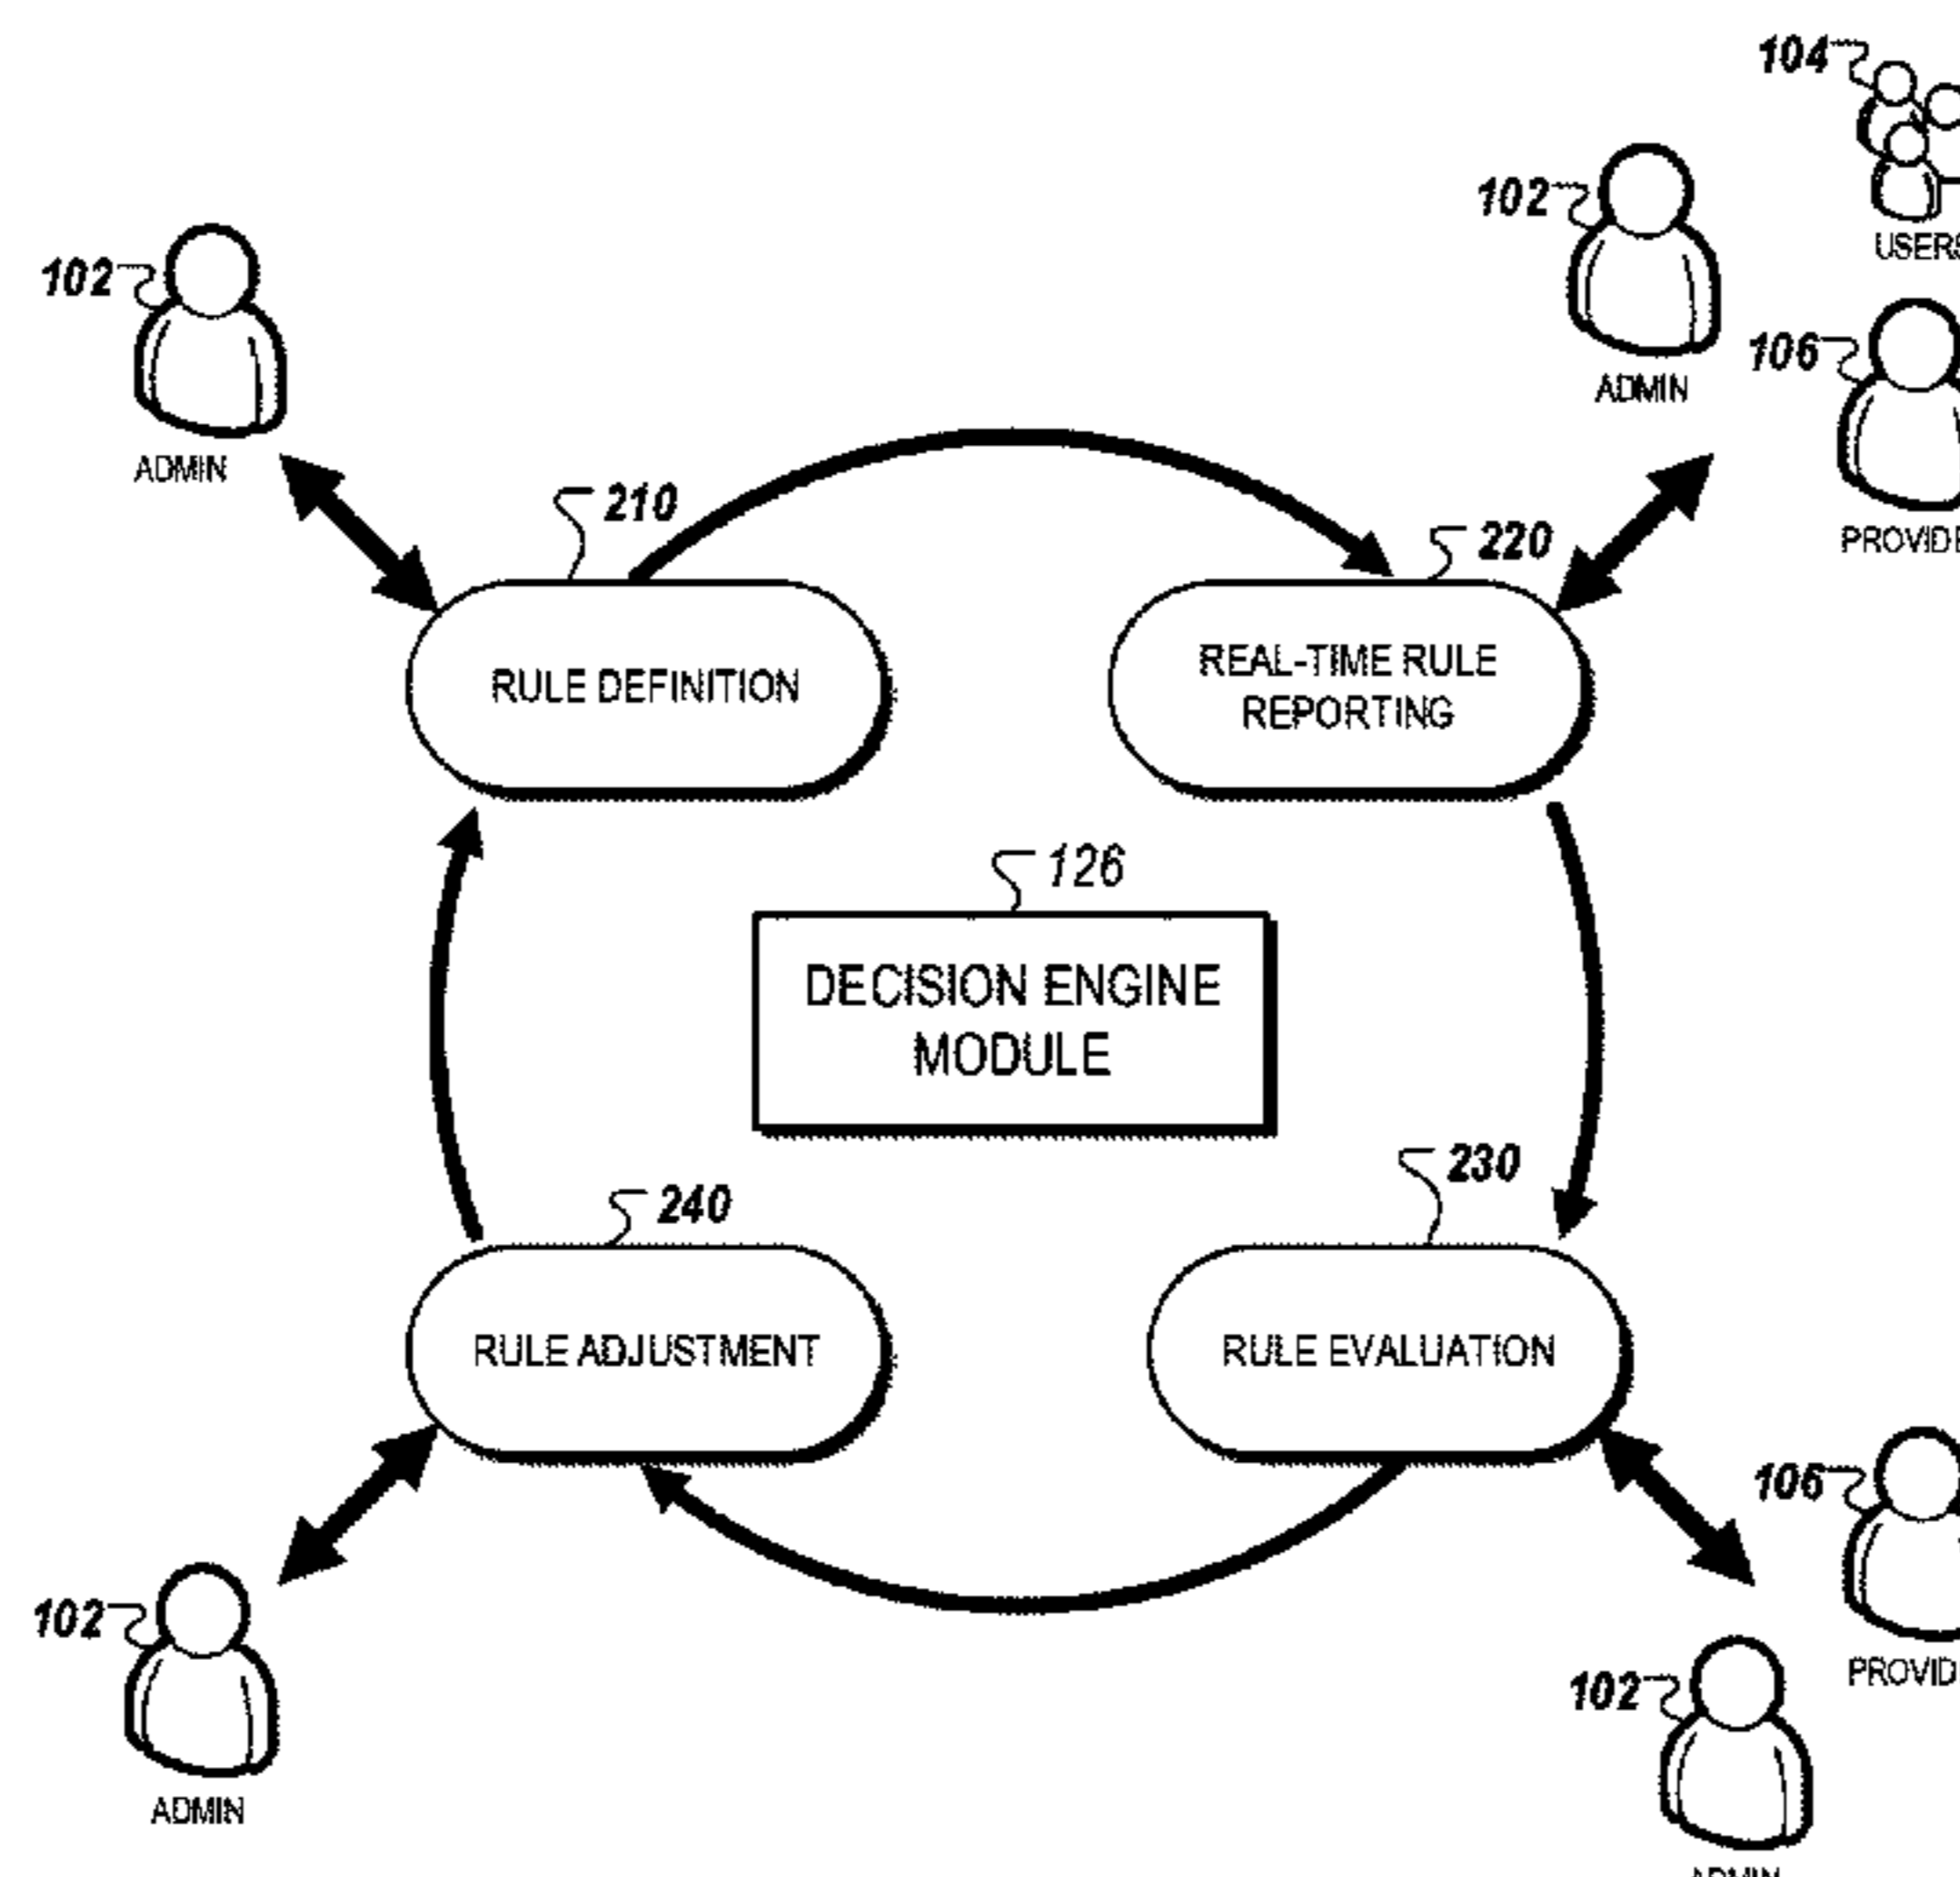 104
102
USERS
102
106
ADMIN
ADMIN
210
220
PROVIDE
RULE DEFINITION
REAL-TIME RULE
REPORTING
126
DECISION ENGINE
MODULE
230
240
RULE ADJUSTMENT
RULE EVALUATION
106
102
102
PROVID
ADMIN
ADMIN